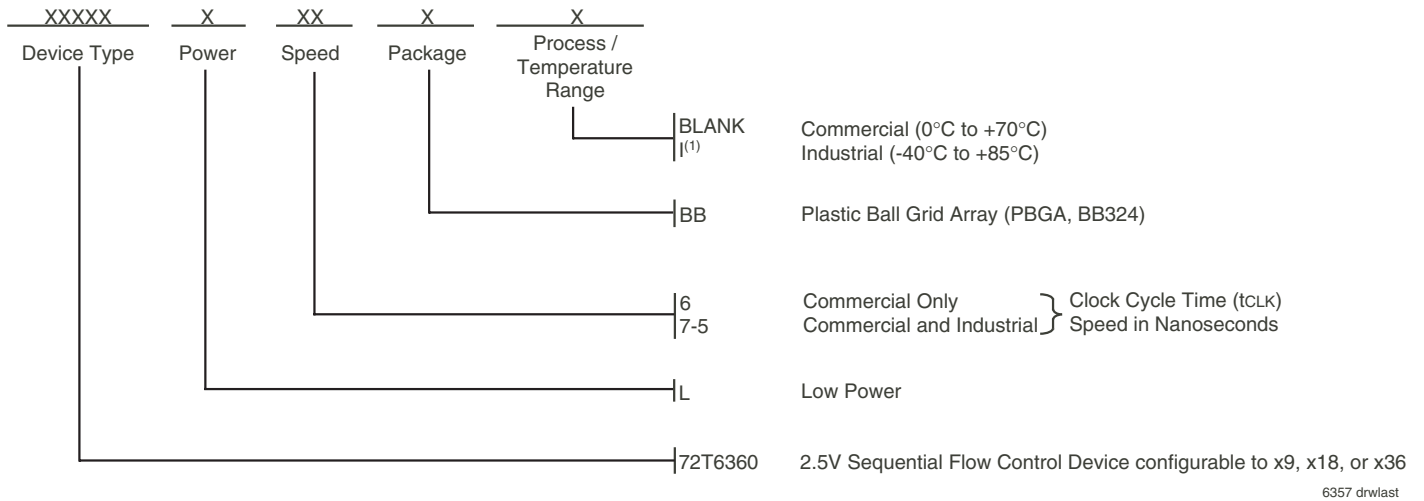 XXXXX X XX X X
Device Type Power Speed Package Process / Temperature Range
BLANK Commercial (0°C to +70°C)
I(1) Industrial (-40°C to +85°C)
BB Plastic Ball Grid Array (PBGA, BB324)
6 Commercial Only Clock Cycle Time (tCLK)
7-5 Commercial and Industrial Speed in Nanoseconds
L Low Power
72T6360 2.5V Sequential Flow Control Device configurable to x9, x18, or x36
6357 drwlast